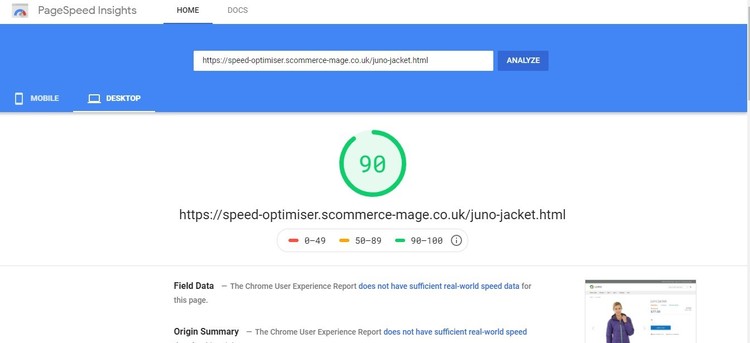 PageSpeed Insights
HOME
DOCS
https://speed-optimiser.scommerce-mage.co.uk/juno-jacket.html
ANALYZE
MOBILE
DESKTOP
90
https://speed-optimiser.scommerce-mage.co.uk/juno-jacket.html
0–49
50–89
90–100
Field Data — The Chrome User Experience Report does not have sufficient real-world speed data for
this page.
Origin Summary — The Chrome User Experience Report does not have sufficient real-world speed